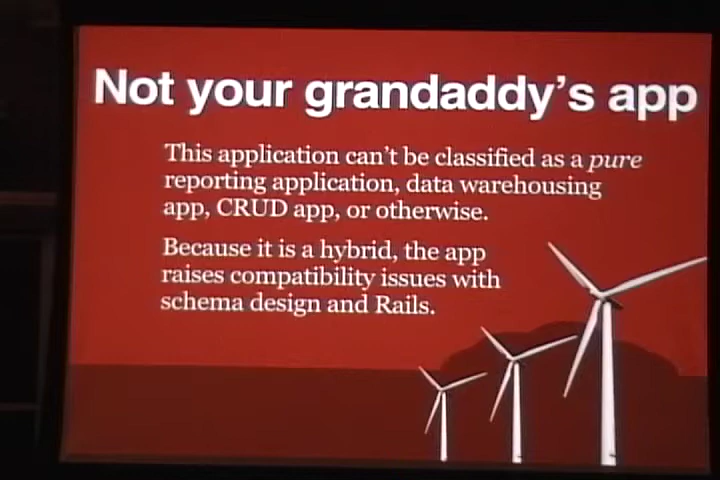 Not your grandaddy's app
This application can't be classified as a pure
reporting application, data warehousing
app, CRUD app, or otherwise.
Because it is a hybrid, the app
raises compatibility issues with
schema design and Rails.